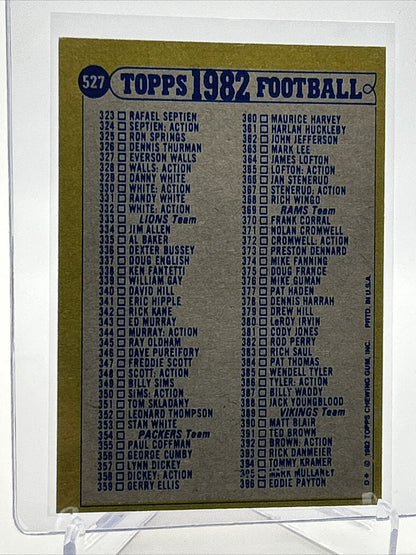 527 TOPPS 1982 FOOTBALL
323 RAFAEL SEPTIEN
324 SEPTIEN: ACTION
325 RON SPRINGS
326 DENNIS THURMAN
327 EVERSON WALLS
328 WALLS: ACTION
329 DANNY WHITE
330 WHITE: ACTION
331 RANDY WHITE
332 WHITE: ACTION
333 LIONS Team
334 JIM ALLEN
335 AL BAKER
336 DEXTER BUSSEY
337 DOUG ENGLISH
338 KEN FANTETTI
339 WILLIAM GAY
340 DAVID HILL
341 ERIC HIPPLE
342 RICK KANE
343 ED MURRAY
344 MURRAY: ACTION
345 RAY OLDHAM
346 DAVE PUREIFORY
347 FREDDIE SCOTT
348 SCOTT: ACTION
349 BILLY SIMS
350 SIMS: ACTION
351 TOM SKLADANY
352 LEONARD THOMPSON
353 STAN WHITE
354 PACKERS Team
355 PAUL COFFMAN
356 GEORGE CUMBY
357 LYNN DICKEY
358 DICKEY: ACTION
359 GERRY ELLIS
360 MAURICE HARVEY
361 HARLAN HUCKLEBY
362 JOHN JEFFERSON
363 MARK LEE
364 JAMES LOFTON
365 LOFTON: ACTION
366 JAN STENERUD
367 STENERUD: ACTION
368 RICH WINGO
369 RAMS Team
370 FRANK CORRAL
371 NOLAN CROMWELL
372 CROMWELL: ACTION
373 PRESTON DENNARD
374 MIKE FANNING
375 DOUG FRANCE
376 MIKE GUMAN
377 PAT HADEN
378 DENNIS HARRAH
379 DREW HILL
380 LeROY IRVIN
381 CODY JONES
382 ROD PERRY
383 RICH SAUL
384 PAT THOMAS
385 WENDELL TYLER
386 TYLER: ACTION
387 BILLY WADDY
388 JACK YOUNGBLOOD
389 VIKINGS Team
390 MATT BLAIR
391 TED BROWN
392 BROWN: ACTION
393 RICK DANMEIER
394 TOMMY KRAMER
395 MARK MULLANEY
396 EDDIE PAYTON
D* © 1982 TOPPS CHEWING GUM, INC. PRTD. IN U.S.A.